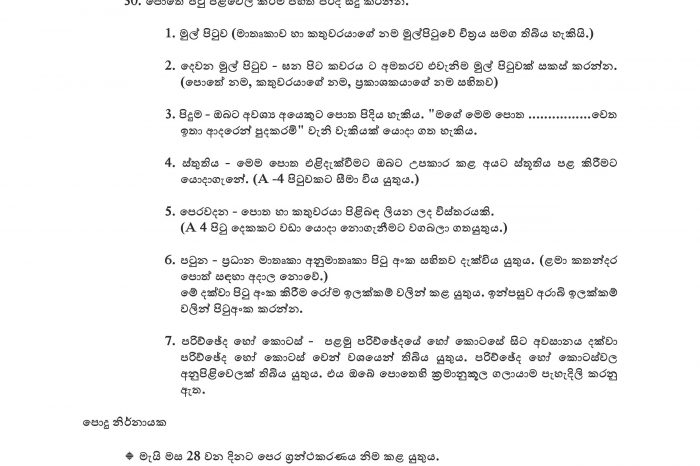 30. පොතේ පිටු පිළිවෙල කිරීම පහත පරිදි සිදු කරන්න.
1. මුල් පිටුව (මාතෘකාව හා කතුවරයාගේ නම මුල්පිටුවේ චිත්‍රය සමග තිබිය හැකියි.)
2. දෙවන මුල් පිටුව - ඝන පිට කවරය ට අමතරව එවැනිම මුල් පිටුවක් සකස් කරන්න.
(පොතේ නම, කතුවරයාගේ නම, ප්‍රකාශකයාගේ නම සහිතව)
3. පිදුම - ඔබට අවශ්‍ය අයෙකුට පොත පිදිය හැකිය. "මගේ මෙම පොත ................වෙත
ඉතා ආදරෙන් පුදකරමි" වැනි වැකියක් යොදා ගත හැකිය.
4. ස්තුතිය - මෙම පොත එළිදැක්වීමට ඔබට උපකාර කළ අයට ස්තූතිය පළ කිරීමට
යොදාගැනේ. (A -4 පිටුවකට සීමා විය යුතුය.)
5. පෙරවදන - පොත හා කතුවරයා පිළිබඳ ලියන ලද විස්තරයකි.
(A 4 පිටු දෙකකට වඩා යොදා නොගැනීමට වගබලා ගතයුතුය.)
6. පටුන - ප්‍රධාන මාතෘකා අනුමාතෘකා පිටු අංක සහිතව දැක්විය යුතුය. (ළමා කතන්දර
පොත් සඳහා අදාල නොවේ.)
මේ දක්වා පිටු අංක කිරීම රෝම ඉලක්කම් වලින් කළ යුතුය. ඉන්පසුව අරාබි ඉලක්කම්
වලින් පිටුඅංක කරන්න.
7. පරිච්ඡේද හෝ කොටස් - පළමු පරිච්ඡේදයේ හෝ කොටසේ සිට අවසානය දක්වා
පරිච්ඡේද හෝ කොටස් වෙන් වශයෙන් තිබිය යුතුය. පරිච්ඡේද හෝ කොටස්වල
අනුපිළිවෙලක් තිබිය යුතුය. එය ඔබේ පොතෙහි ක්‍රමානුකූල ගලායාම පැහැදිලි කරනු
ඇත.
පොදු නිර්නායක
❖ මැයි මස 28 වන දිනට පෙර ග්‍රන්ථකරණය නිම කළ යුතුය.